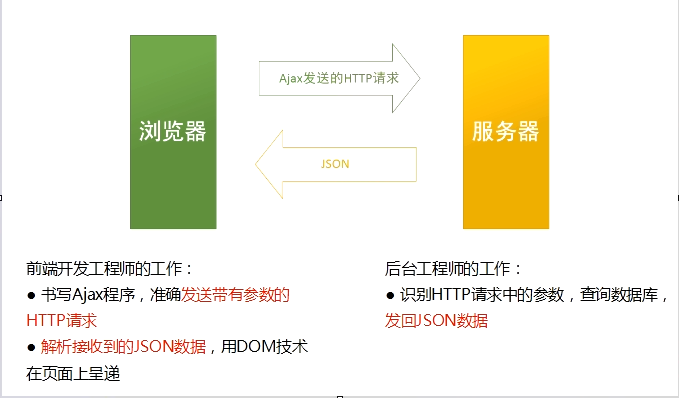 浏览器
Ajax发送的HTTP请求
服务器
JSON
前端开发工程师的工作：
● 书写Ajax程序，准确发送带有参数的
HTTP请求
● 解析接收到的JSON数据，用DOM技术
在页面上呈递
后台工程师的工作：
● 识别HTTP请求中的参数，查询数据库，
发回JSON数据